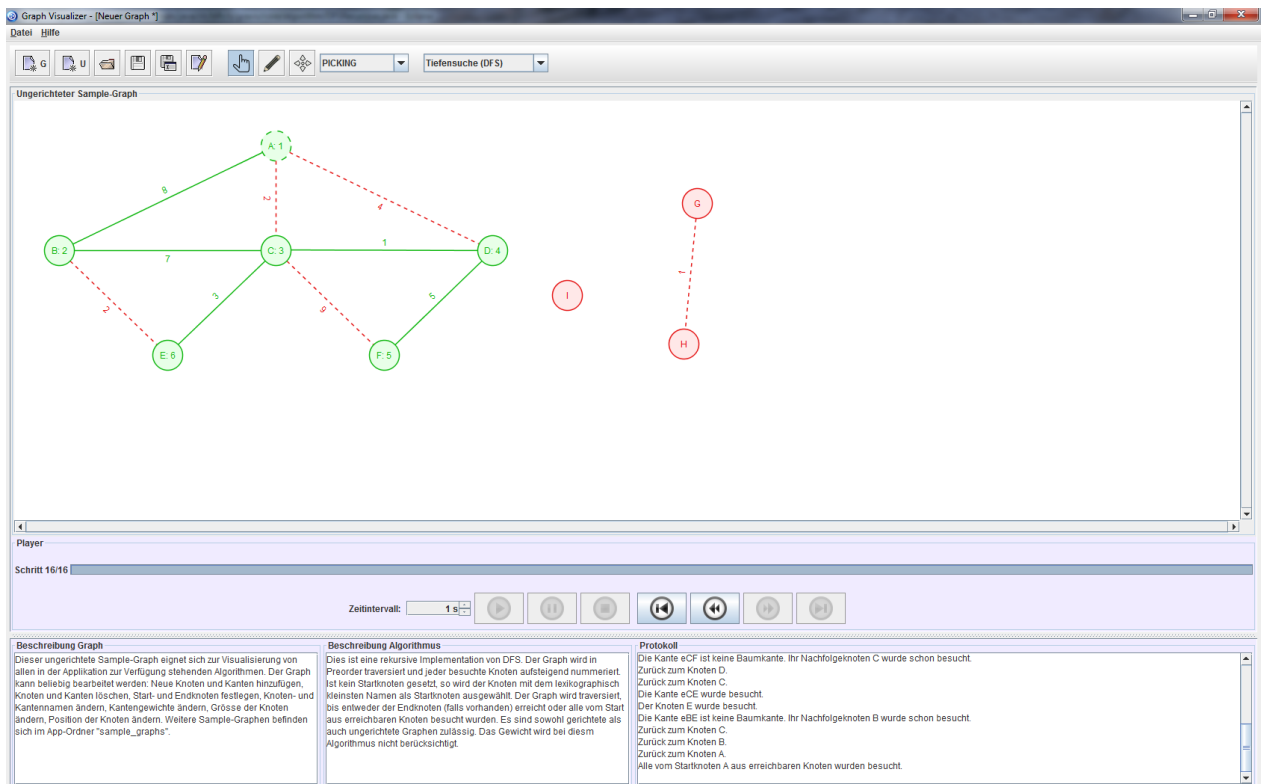 Graph Visualizer - [Neuer Graph *]
Datei Hilfe
G U PICKING Tiefensuche (DFS)
Ungerichteter Sample-Graph
A: 1
8
2
4
G
B: 2
7
C: 3
1
D: 4
1
I
2
3
9
5
H
E: 6
F: 5
Player
Schritt 16/16
Zeitintervall: 1 s
Beschreibung Graph
Dieser ungerichtete Sample-Graph eignet sich zur Visualisierung von
allen in der Applikation zur Verfügung stehenden Algorithmen. Der Graph
kann beliebig bearbeitet werden: Neue Knoten und Kanten hinzufügen,
Knoten und Kanten löschen, Start- und Endknoten festlegen, Knoten- und
Kantennamen ändern, Kantengewichte ändern, Grösse der Knoten
ändern, Position der Knoten ändern. Weitere Sample-Graphen befinden
sich im App-Ordner "sample_graphs".
Beschreibung Algorithmus
Dies ist eine rekursive Implementation von DFS. Der Graph wird in
Preorder traversiert und jeder besuchte Knoten aufsteigend nummeriert.
Ist kein Startknoten gesetzt, so wird der Knoten mit dem lexikographisch
kleinsten Namen als Startknoten ausgewählt. Der Graph wird traversiert,
bis entweder der Endknoten (falls vorhanden) erreicht oder alle vom Start
aus erreichbaren Knoten besucht wurden. Es sind sowohl gerichtete als
auch ungerichtete Graphen zulässig. Das Gewicht wird bei diesm
Algorithmus nicht berücksichtigt.
Protokoll
Die Kante eCF ist keine Baumkante. Ihr Nachfolgeknoten C wurde schon besucht.
Zurück zum Knoten D.
Zurück zum Knoten C.
Die Kante eCE wurde besucht.
Der Knoten E wurde besucht.
Die Kante eBE ist keine Baumkante. Ihr Nachfolgeknoten B wurde schon besucht.
Zurück zum Knoten C.
Zurück zum Knoten B.
Zurück zum Knoten A.
Alle vom Startknoten A aus erreichbaren Knoten wurden besucht.